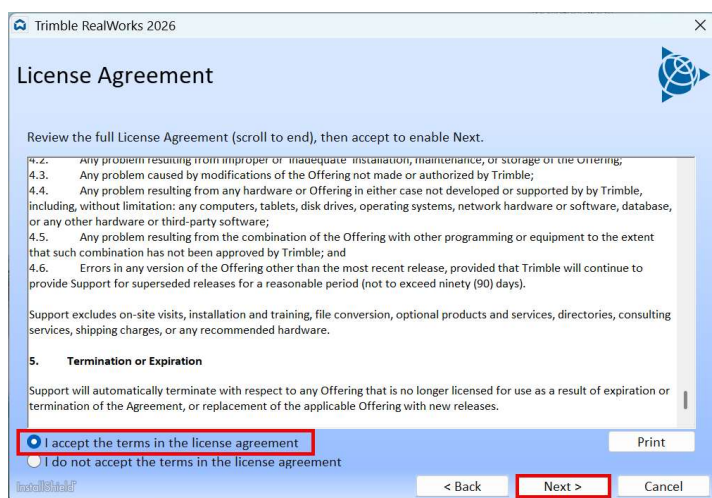 Trimble RealWorks 2026
License Agreement
Review the full License Agreement (scroll to end), then accept to enable Next.
4.2. Any problem resulting from improper or inadequate installation, maintenance, or storage of the Offering;
4.3. Any problem caused by modifications of the Offering not made or authorized by Trimble;
4.4. Any problem resulting from any hardware or Offering in either case not developed or supported by by Trimble,
including, without limitation: any computers, tablets, disk drives, operating systems, network hardware or software, database,
or any other hardware or third-party software;
4.5. Any problem resulting from the combination of the Offering with other programming or equipment to the extent
that such combination has not been approved by Trimble; and
4.6. Errors in any version of the Offering other than the most recent release, provided that Trimble will continue to
provide Support for superseded releases for a reasonable period (not to exceed ninety (90) days).
Support excludes on-site visits, installation and training, file conversion, optional products and services, directories, consulting
services, shipping charges, or any recommended hardware.
5. Termination or Expiration
Support will automatically terminate with respect to any Offering that is no longer licensed for use as a result of expiration or
termination of the Agreement, or replacement of the applicable Offering with new releases.
I accept the terms in the license agreement
Print
I do not accept the terms in the license agreement
InstallShield
< Back
Next >
Cancel